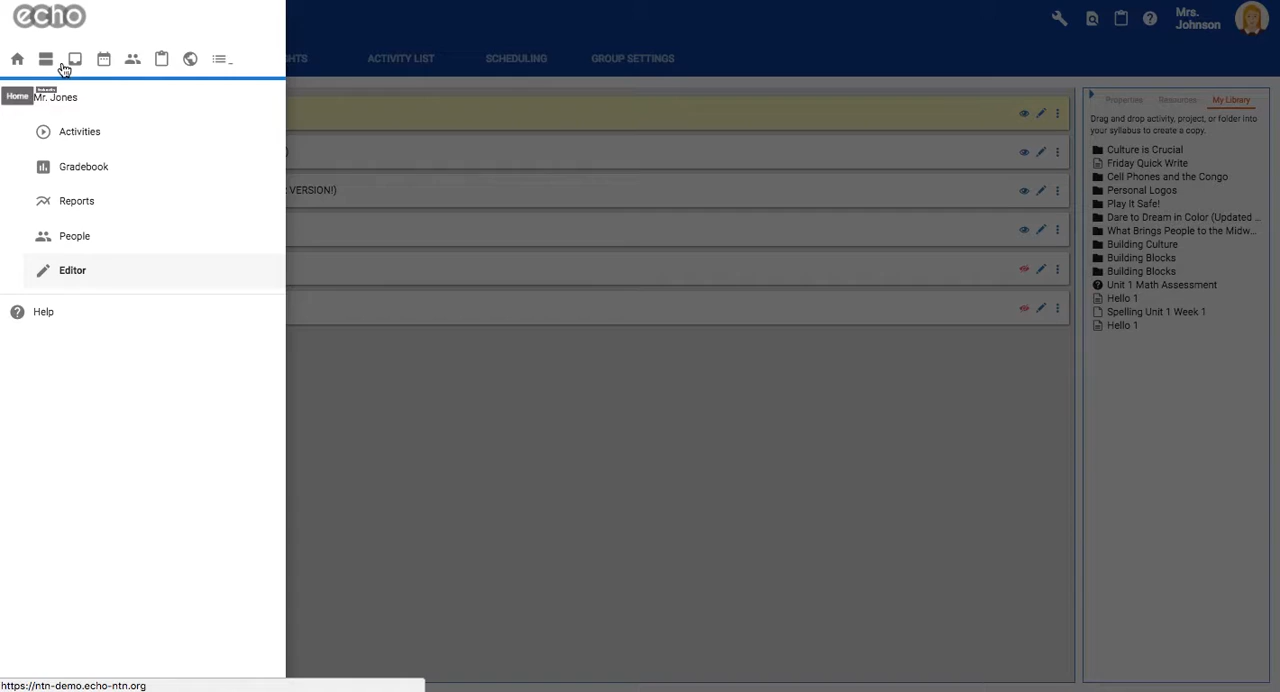 echo
Mrs. Johnson
GHTS
ACTIVITY LIST
SCHEDULING
GROUP SETTINGS
Home
Mr. Jones
Activities
Gradebook
Reports
People
Editor
Help
)
VERSION!)
Properties
Resources
My Library
Drag and drop activity, project, or folder into
your syllabus to create a copy.
Culture is Crucial
Friday Quick Write
Cell Phones and the Congo
Personal Logos
Play It Safe!
Dare to Dream in Color (Updated ...
What Brings People to the Midw...
Building Culture
Building Blocks
Building Blocks
Unit 1 Math Assessment
Hello 1
Spelling Unit 1 Week 1
Hello 1
https://ntn-demo.echo-ntn.org